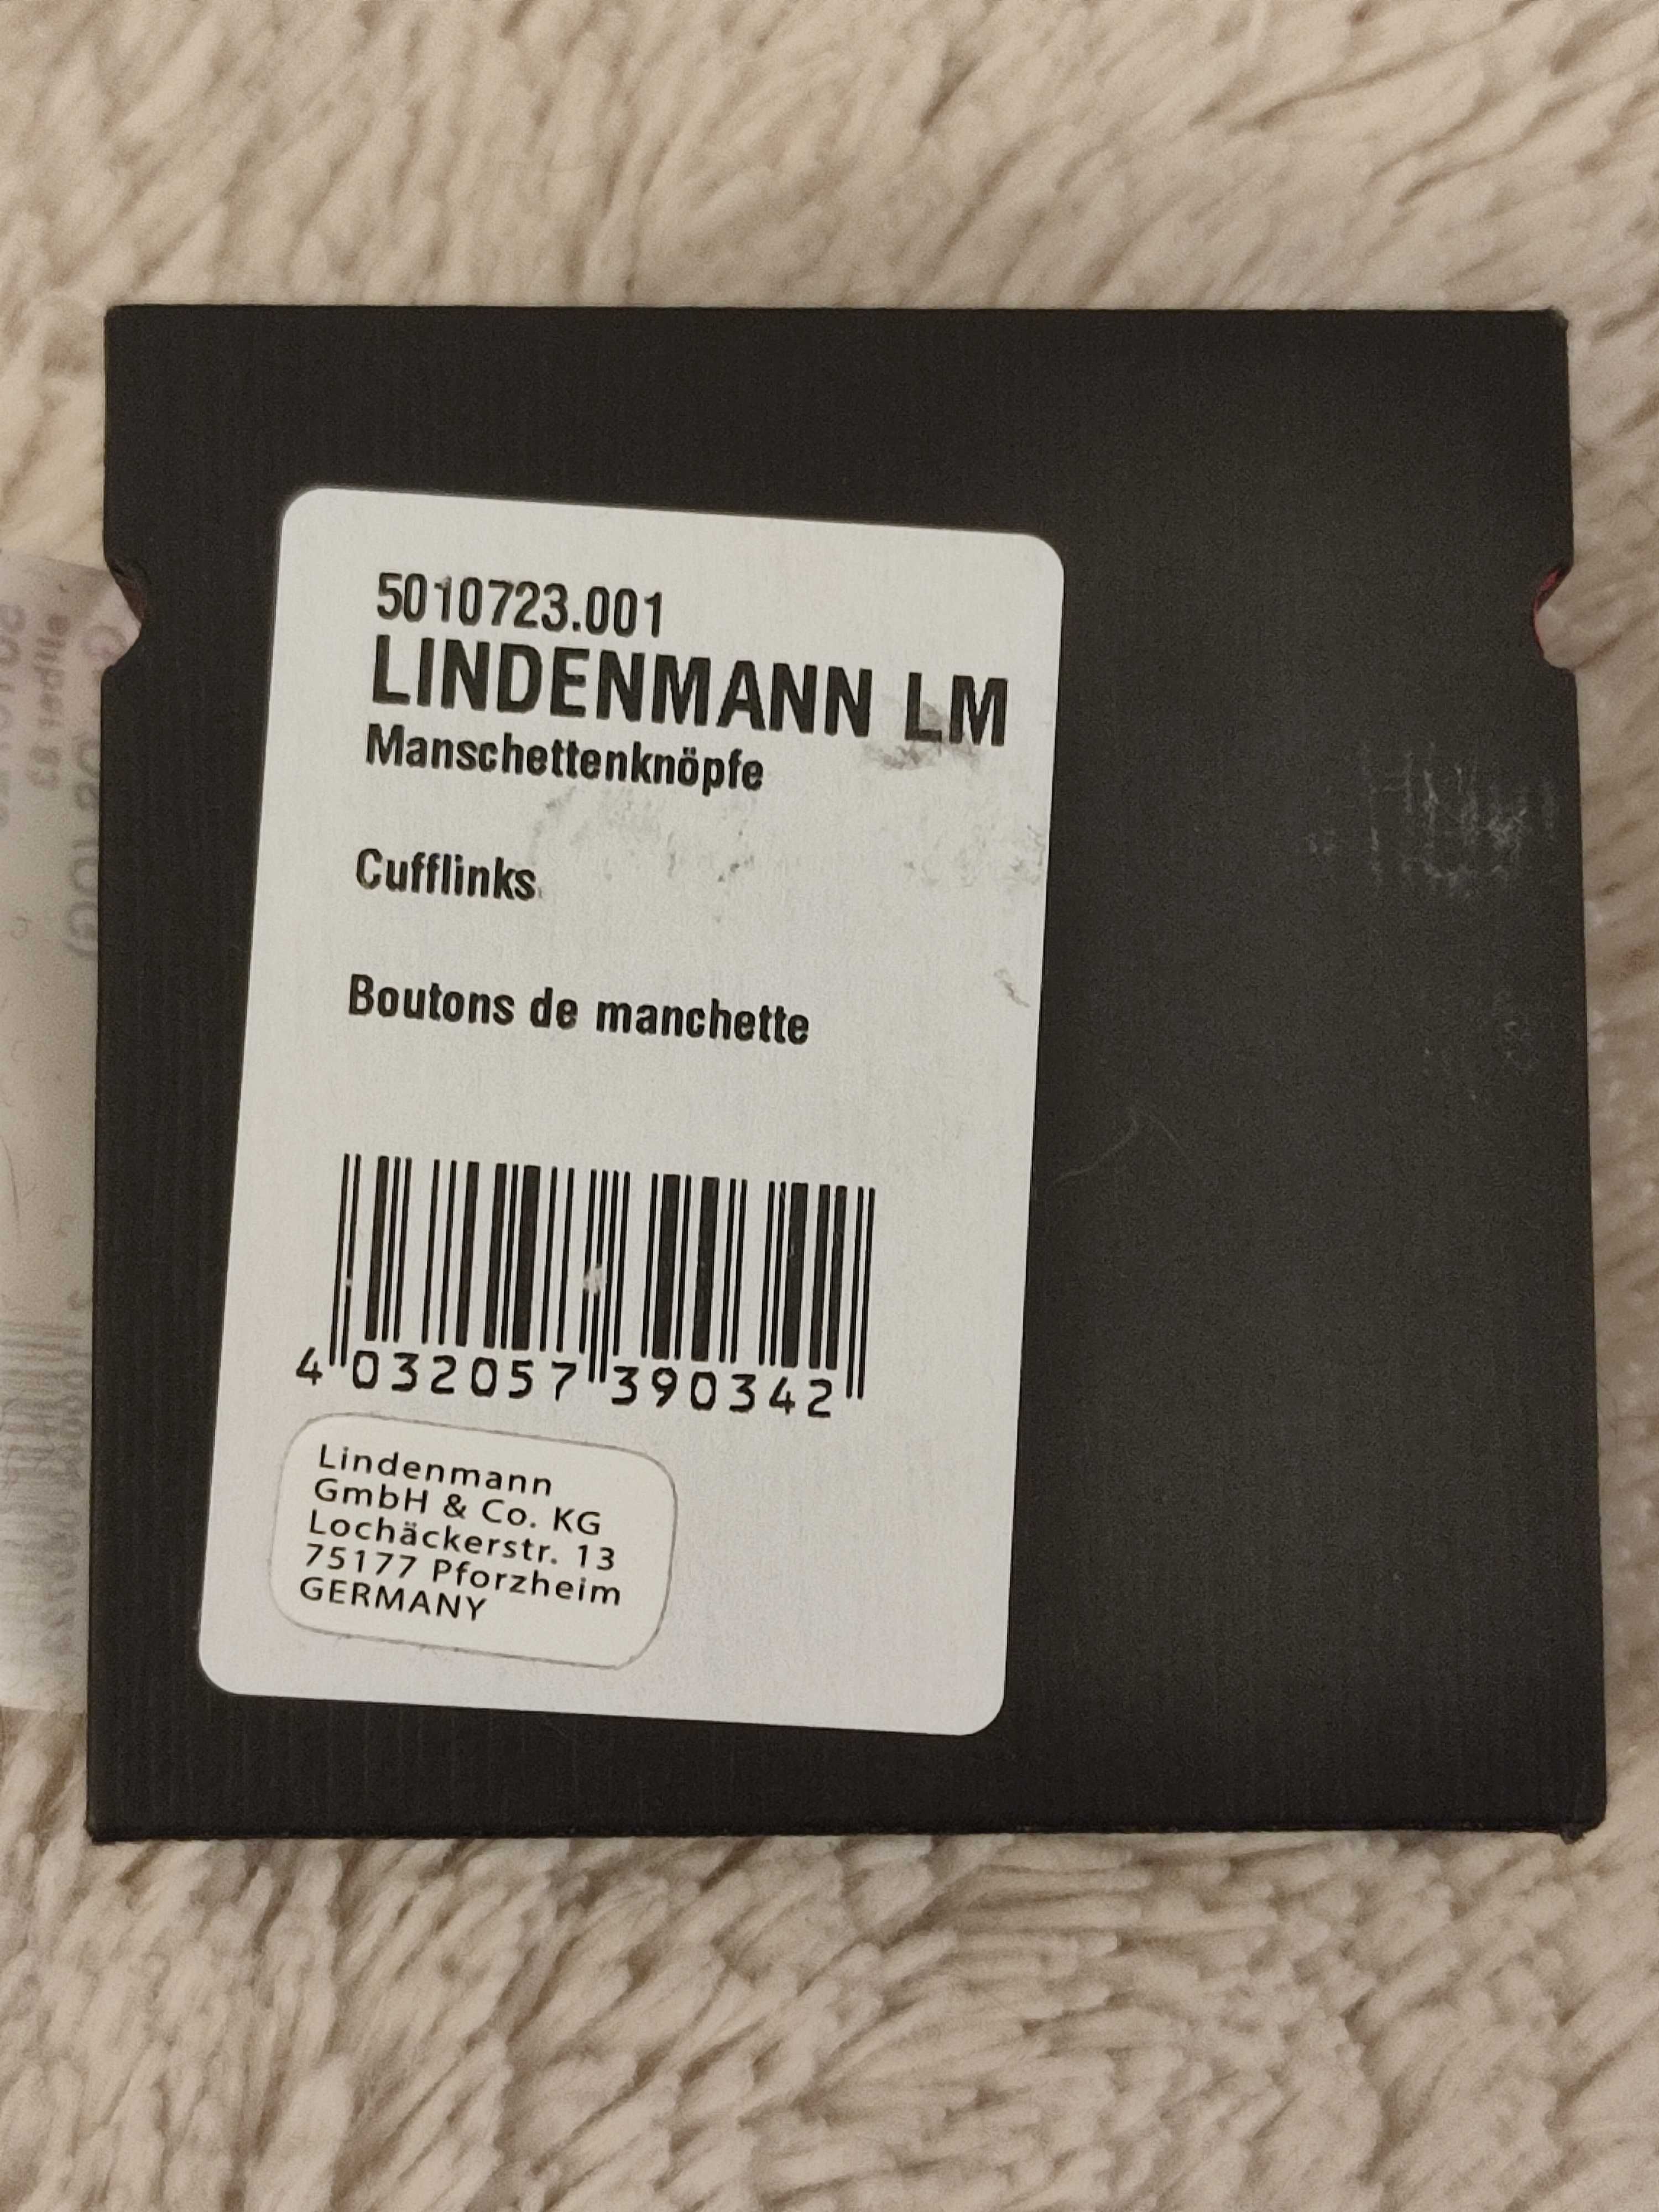 5010723.001
LINDENMANN LM
Manschettenknöpfe
Cufflinks
Boutons de manchette
4 032057 390342
Lindenmann
GmbH & Co. KG
Lochäckerstr. 13
75177 Pforzheim
GERMANY